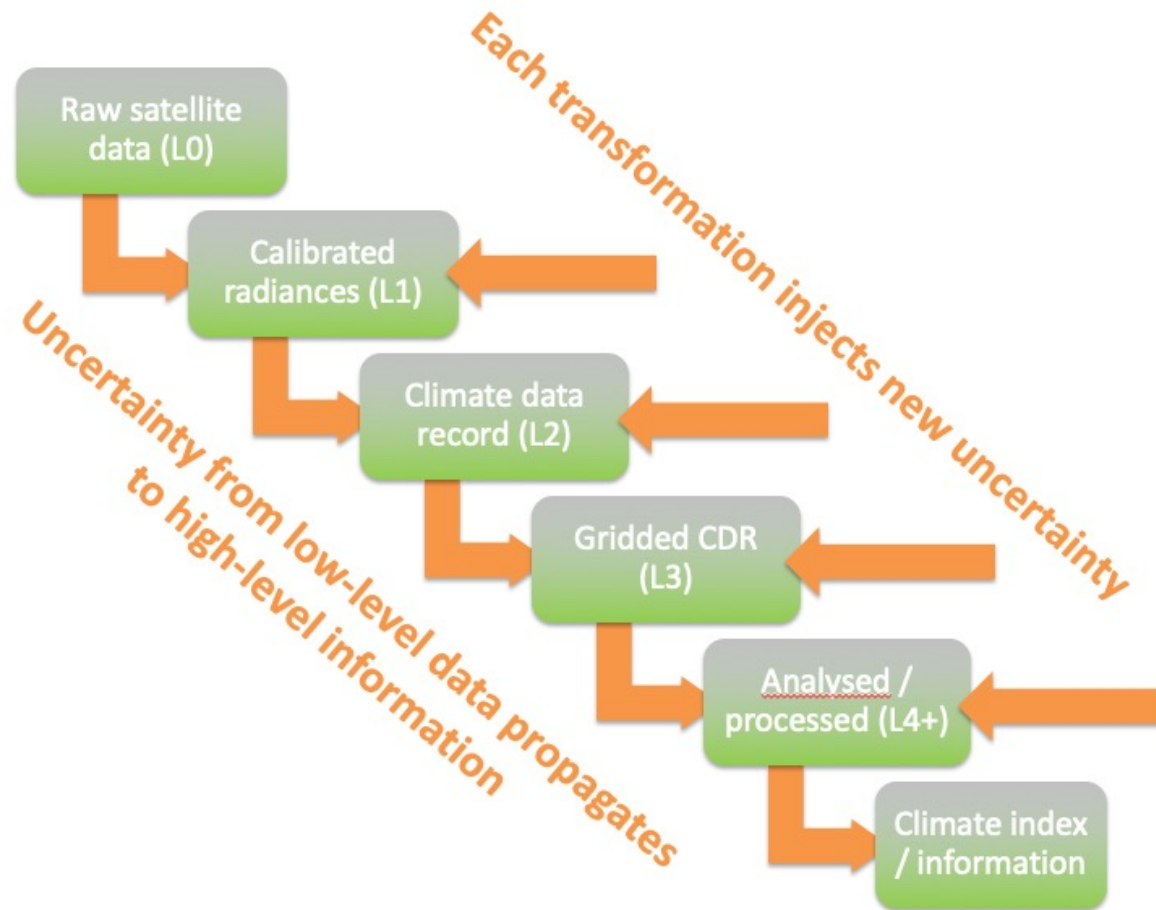 Raw satellite
data (L0)
Each transformation injects new uncertainty
Calibrated
radiances (L1)
Uncertainty from low-level data propagates
to high-level information
Climate data
record (L2)
Gridded CDR
(L3)
Analysed /
processed (L4+)
Climate index
/ information